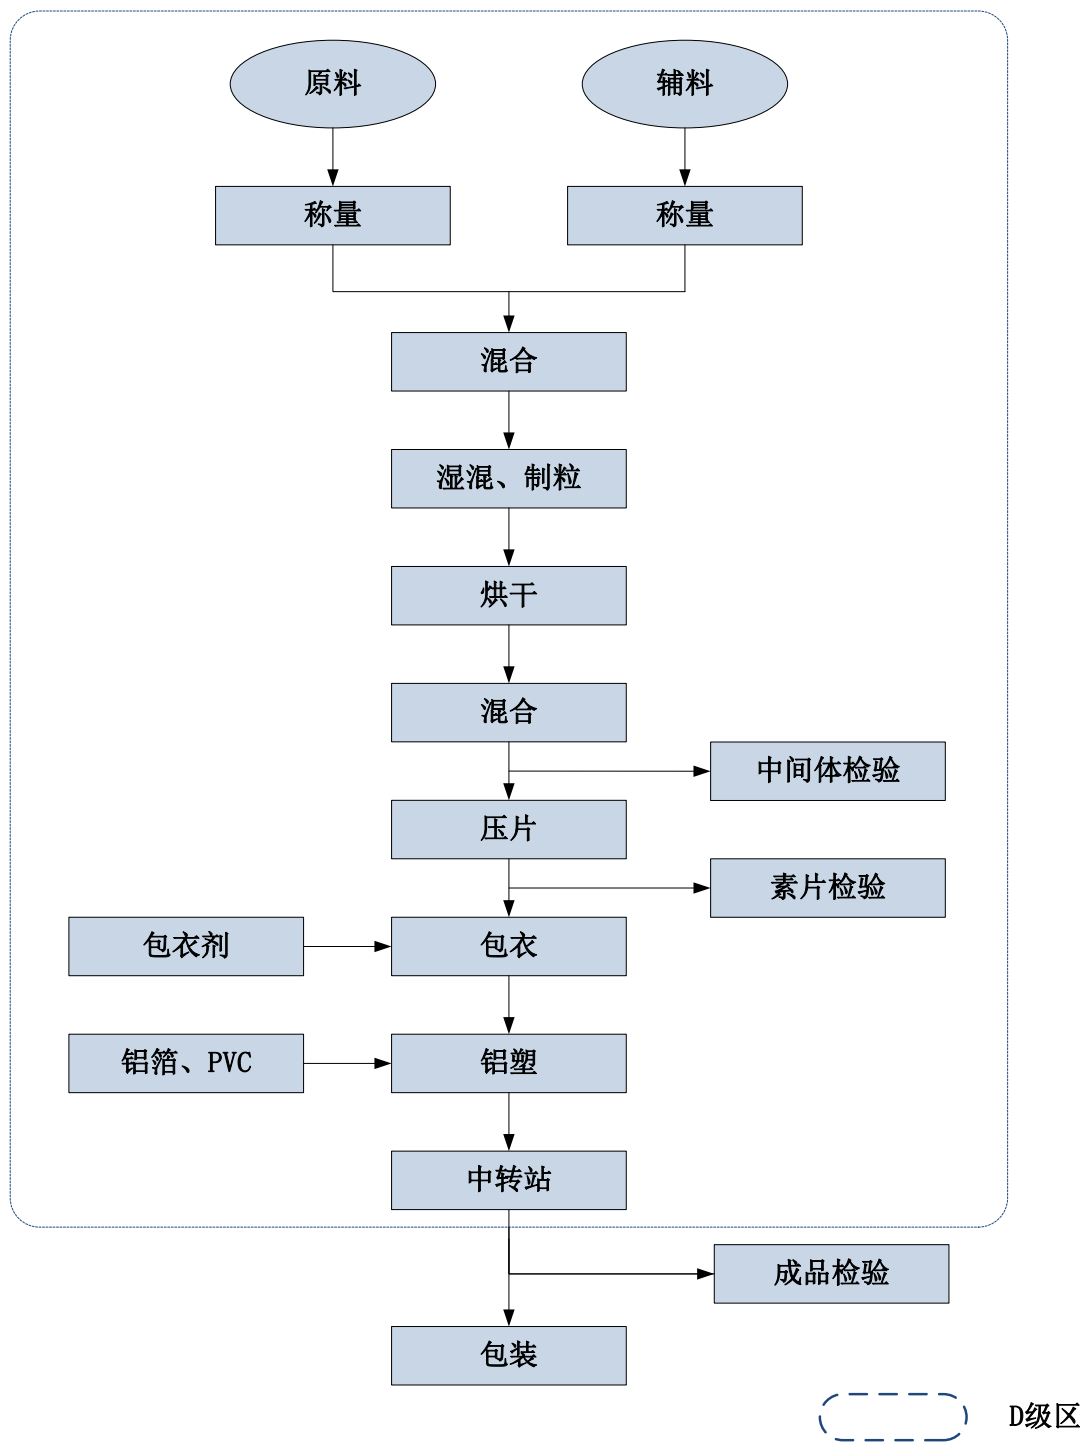 原料
辅料
称量
称量
混合
湿混、制粒
烘干
混合
中间体检验
压片
素片检验
包衣剂
包衣
铝箔、PVC
铝塑
中转站
成品检验
包装
D级区